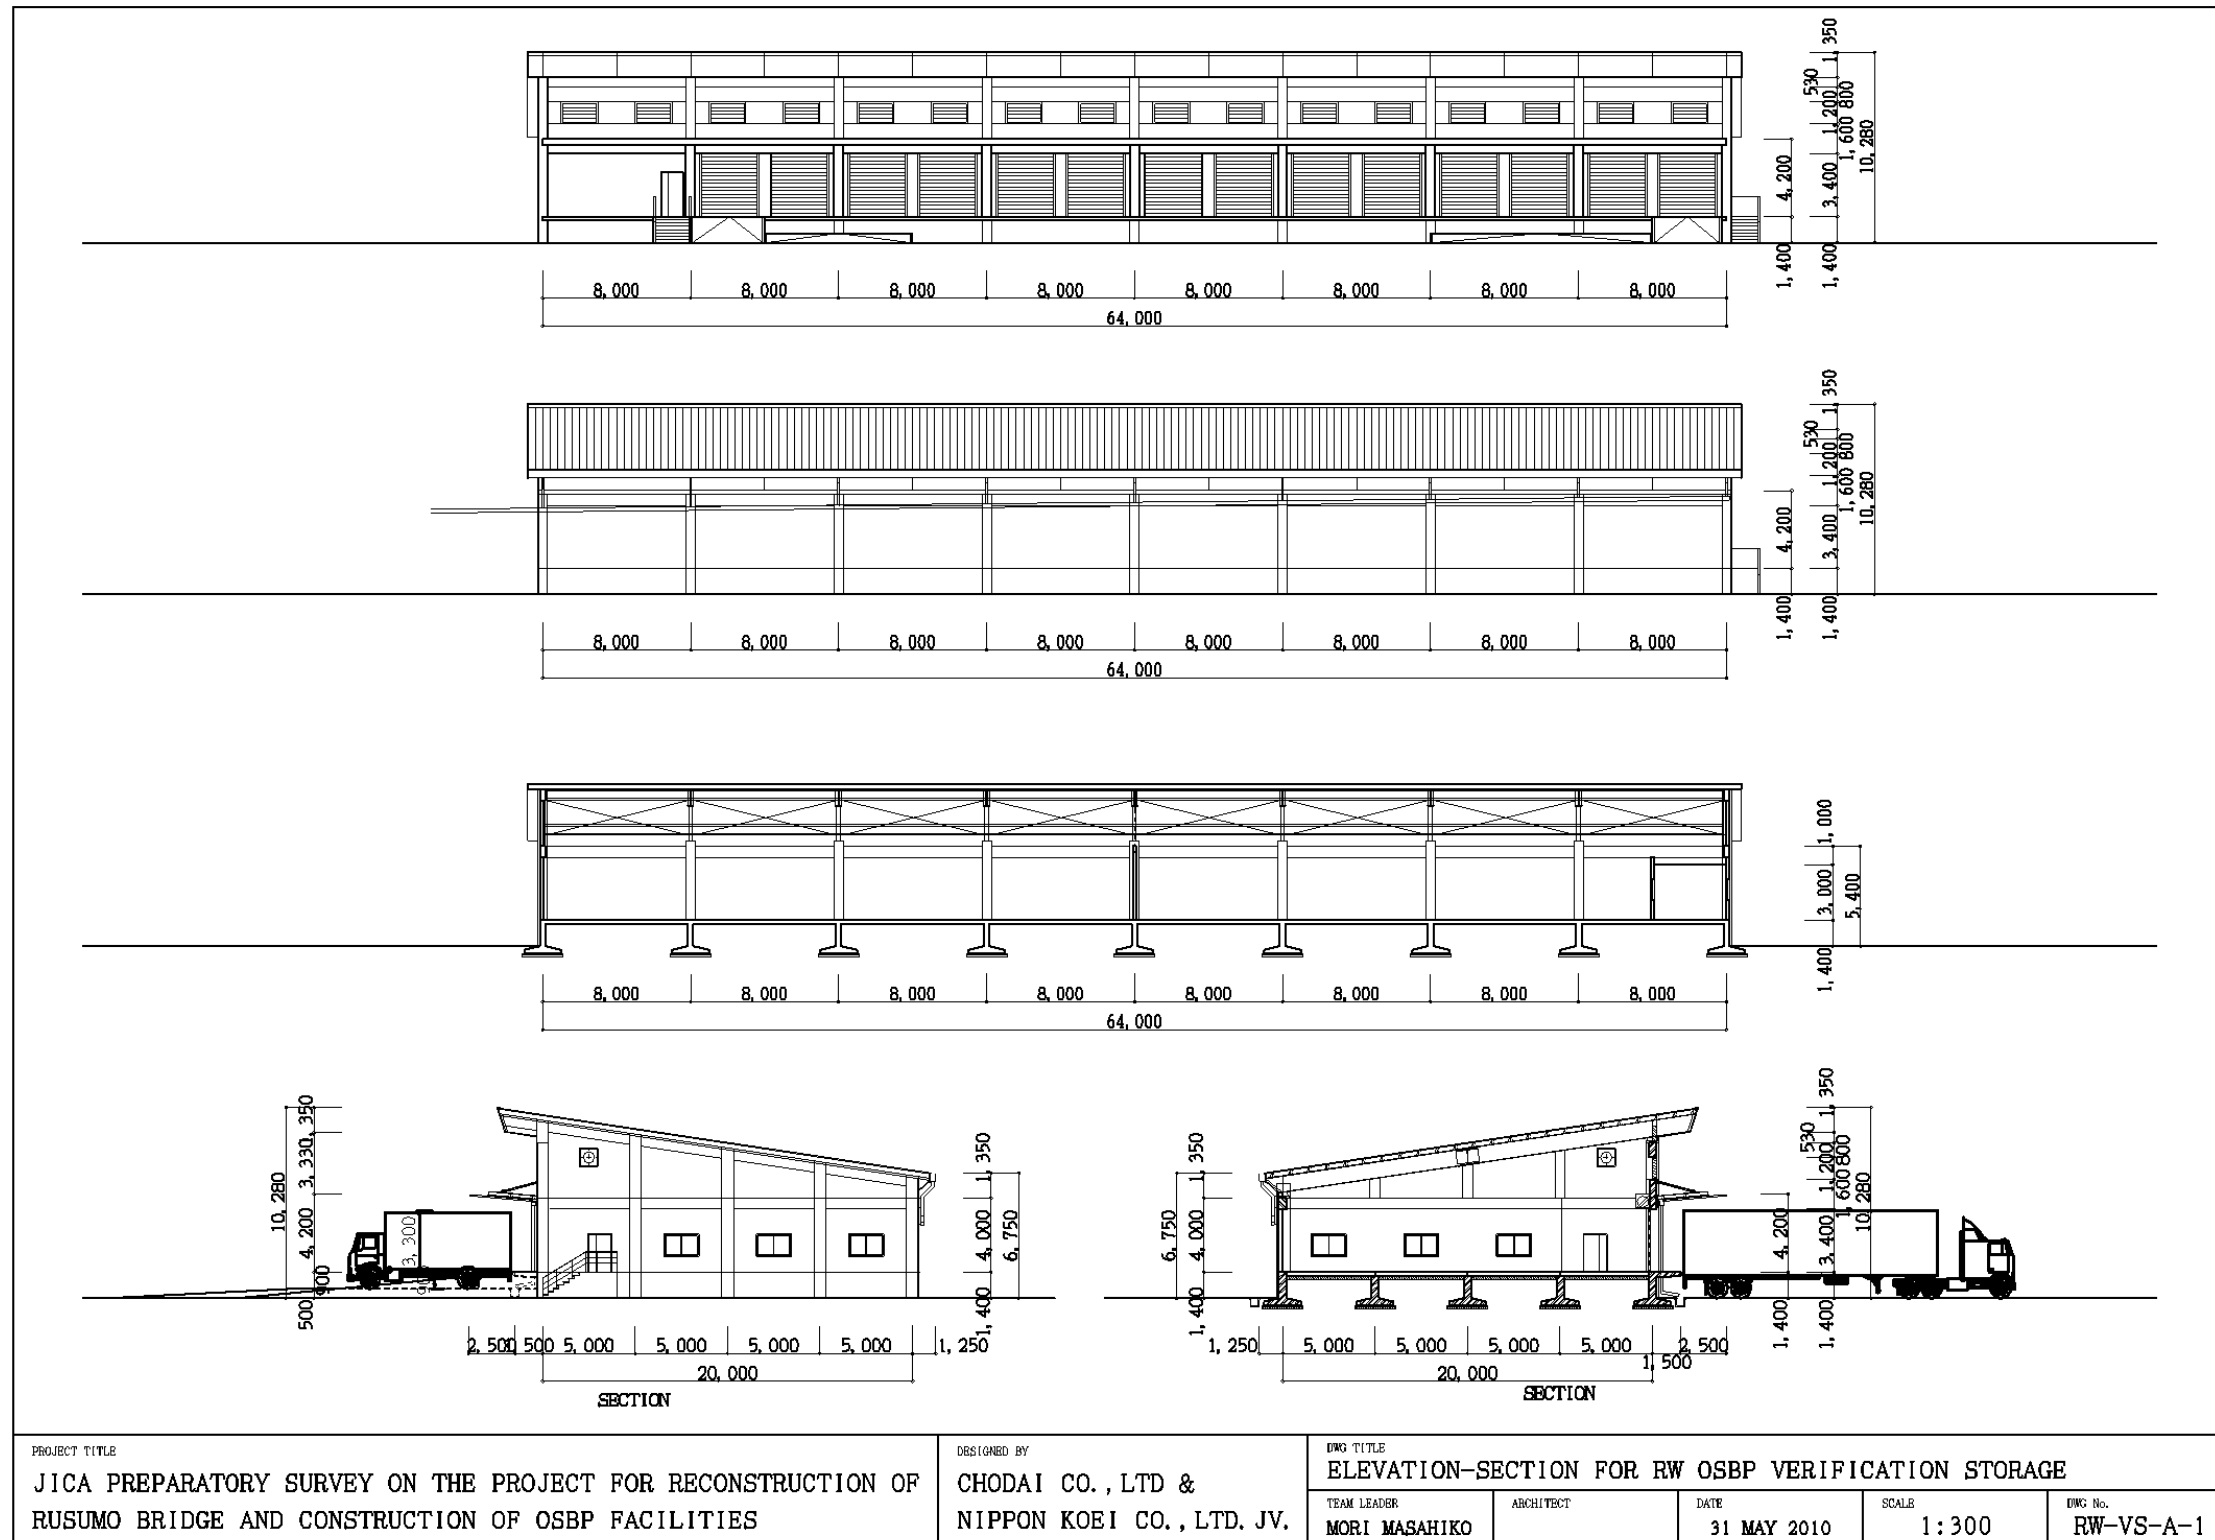 1, 350
530
1, 200
800
1, 600
10, 280
4, 200
3, 400
1, 400
1, 400
8, 000 8, 000 8, 000 8, 000 8, 000 8, 000 8, 000 8, 000
64, 000
1, 350
530
1, 200
800
1, 600
10, 280
4, 200
3, 400
1, 400
1, 400
8, 000 8, 000 8, 000 8, 000 8, 000 8, 000 8, 000 8, 000
64, 000
1, 000
3, 000
5, 400
1, 400
8, 000 8, 000 8, 000 8, 000 8, 000 8, 000 8, 000 8, 000
64, 000
1, 350
3, 330
10, 280
4, 200
500
3, 300
1, 350
4, 000
6, 750
1, 400
2, 500 1, 500 5, 000 5, 000 5, 000 5, 000 1, 250
20, 000
SECTION
1, 350
6, 750
4, 000
1, 400
1, 350
530
1, 200
800
1, 600
10, 280
4, 200
3, 400
1, 400
1, 400
1, 250 5, 000 5, 000 5, 000 5, 000 2, 500
1, 500
20, 000
SECTION
PROJECT TITLE
JICA PREPARATORY SURVEY ON THE PROJECT FOR RECONSTRUCTION OF
RUSUMO BRIDGE AND CONSTRUCTION OF OSBP FACILITIES
DESIGNED BY
CHODAI CO., LTD &
NIPPON KOEI CO., LTD. JV.
DWG TITLE
ELEVATION-SECTION FOR RW OSBP VERIFICATION STORAGE
TEAM LEADER
MORI MASAHIKO
ARCHITECT
DATE
31 MAY 2010
SCALE
1:300
DWG No.
RW-VS-A-1